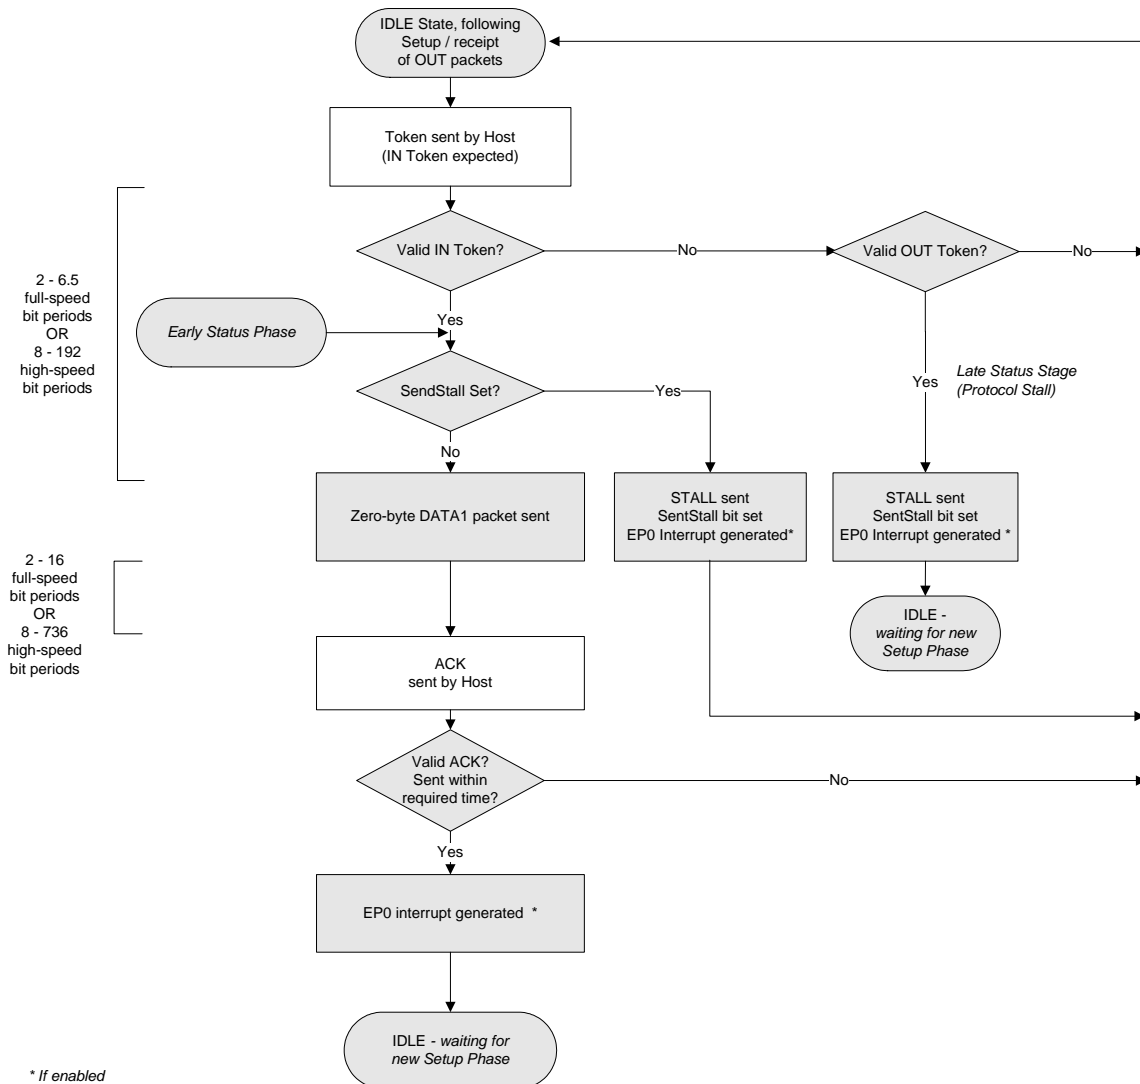 IDLE State, following
Setup / receipt
of OUT packets
Token sent by Host
(IN Token expected)
Valid IN Token?
No
Valid OUT Token?
No
2 - 6.5
full-speed
bit periods
OR
8 - 192
high-speed
bit periods
Yes
Early Status Phase
SendStall Set?
Yes
Yes
Late Status Stage
(Protocol Stall)
No
Zero-byte DATA1 packet sent
STALL sent
SentStall bit set
EP0 Interrupt generated*
STALL sent
SentStall bit set
EP0 Interrupt generated *
2 - 16
full-speed
bit periods
OR
8 - 736
high-speed
bit periods
IDLE -
waiting for new
Setup Phase
ACK
sent by Host
Valid ACK?
Sent within
required time?
No
Yes
EP0 interrupt generated *
IDLE - waiting for
new Setup Phase
* If enabled